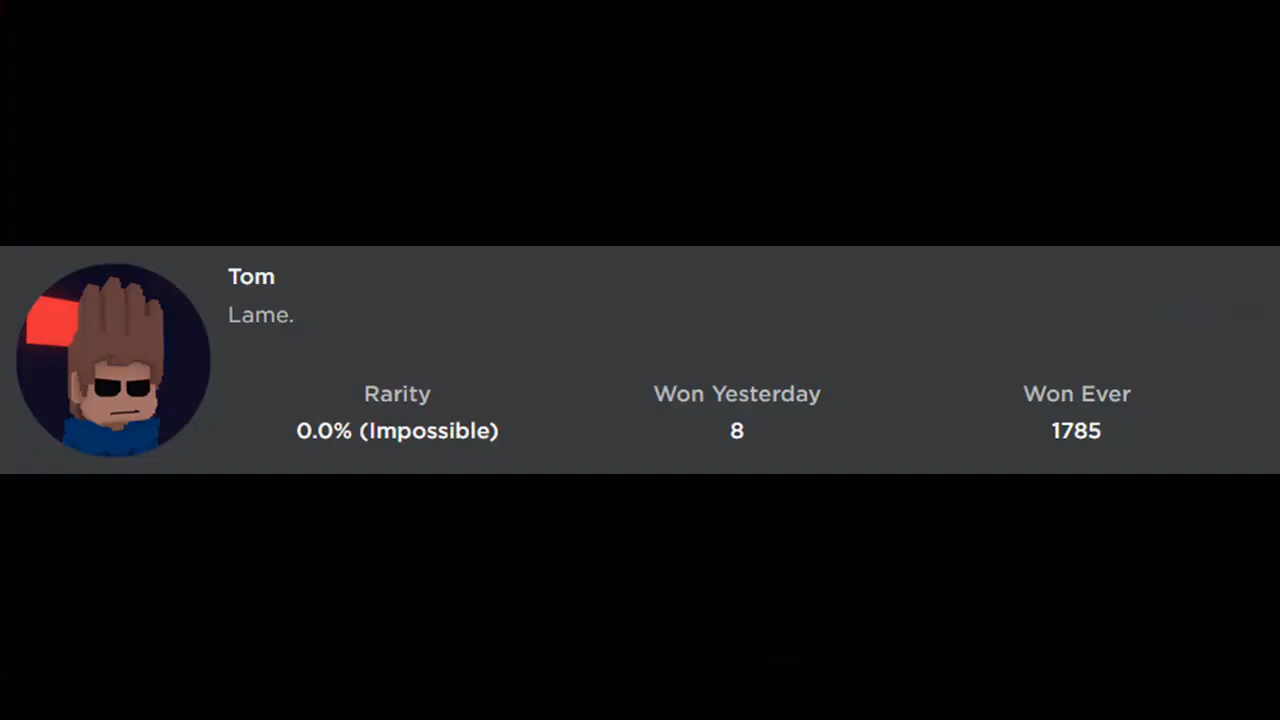 Tom
Lame.
Rarity Won Yesterday Won Ever
0.0% (Impossible) 8 1785